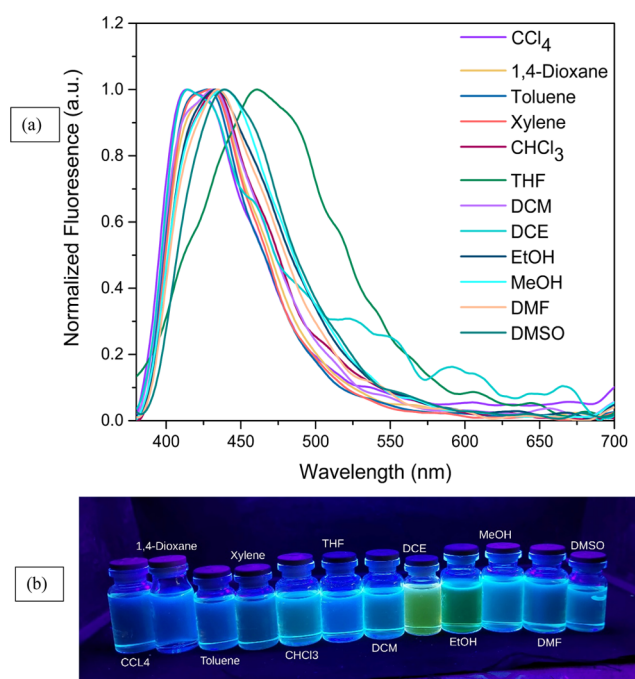 (a)
Normalized Fluoresence (a.u.)
1.2
1.0
0.8
0.6
0.4
0.2
0.0
400 450 500 550 600 650 700
Wavelength (nm)
CCl₄
1,4-Dioxane
Toluene
Xylene
CHCl₃
THF
DCM
DCE
EtOH
MeOH
DMF
DMSO
(b)
1,4-Dioxane
Xylene
THF
DCE
MeOH
DMSO
CCL4
Toluene
CHCl3
DCM
EtOH
DMF